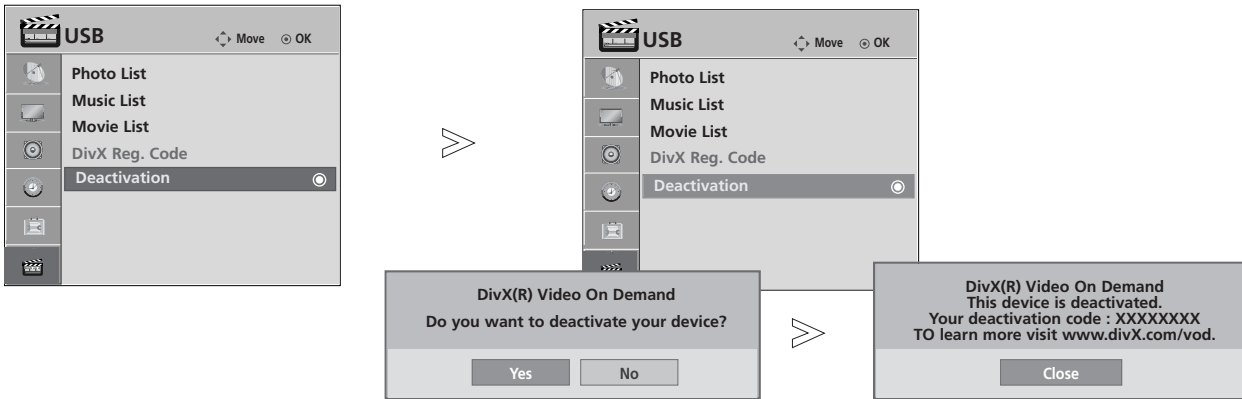 USB
Move OK
Photo List
Music List
Movie List
DivX Reg. Code
Deactivation
USB
Move OK
Photo List
Music List
Movie List
DivX Reg. Code
Deactivation
DivX(R) Video On Demand
Do you want to deactivate your device?
Yes No
DivX(R) Video On Demand
This device is deactivated.
Your deactivation code : XXXXXXXX
TO learn more visit www.divX.com/vod.
Close